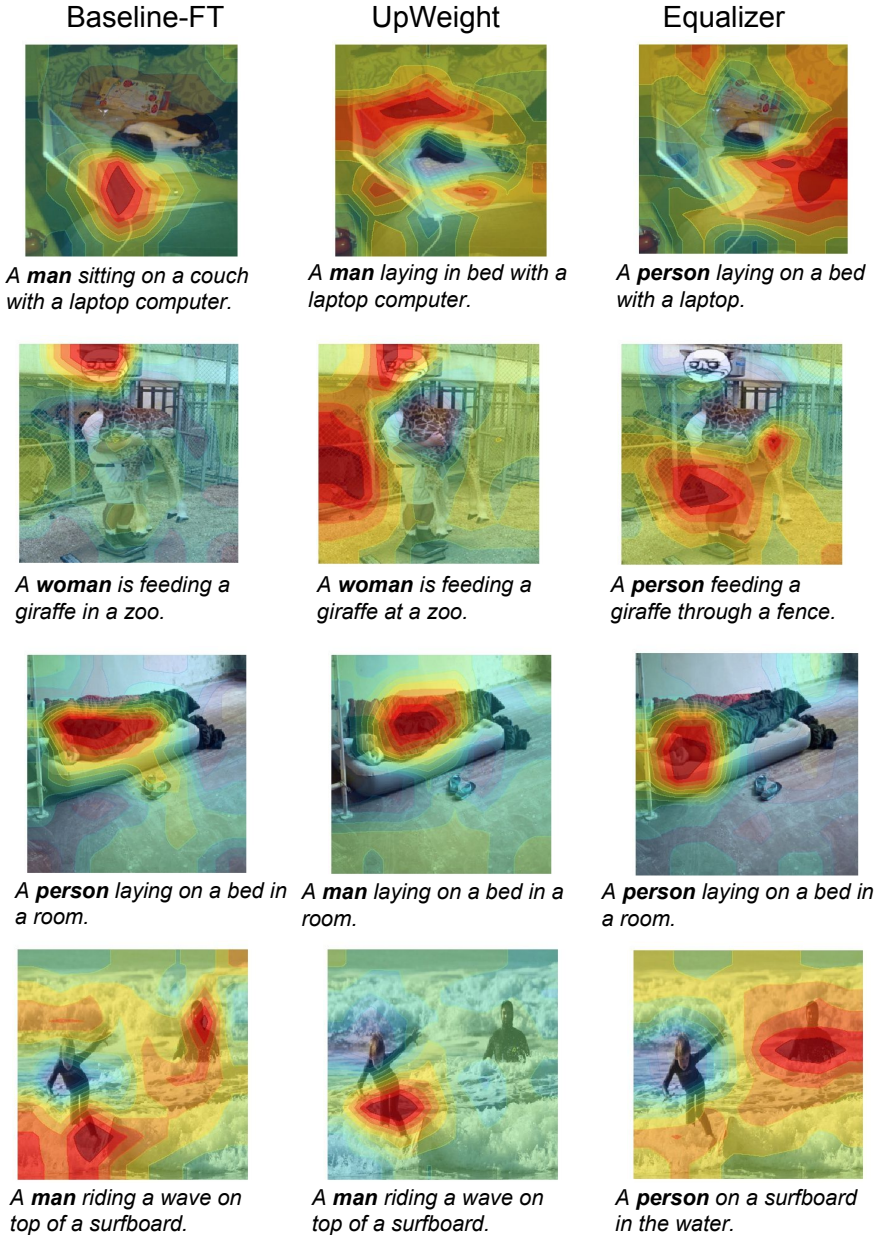 Baseline-FT UpWeight Equalizer
A man sitting on a couch
with a laptop computer.
A man laying in bed with a
laptop computer.
A person laying on a bed
with a laptop.
A woman is feeding a
giraffe in a zoo.
A woman is feeding a
giraffe at a zoo.
A person feeding a
giraffe through a fence.
A person laying on a bed in
a room.
A man laying on a bed in a
room.
A person laying on a bed in
a room.
A man riding a wave on
top of a surfboard.
A man riding a wave on
top of a surfboard.
A person on a surfboard
in the water.